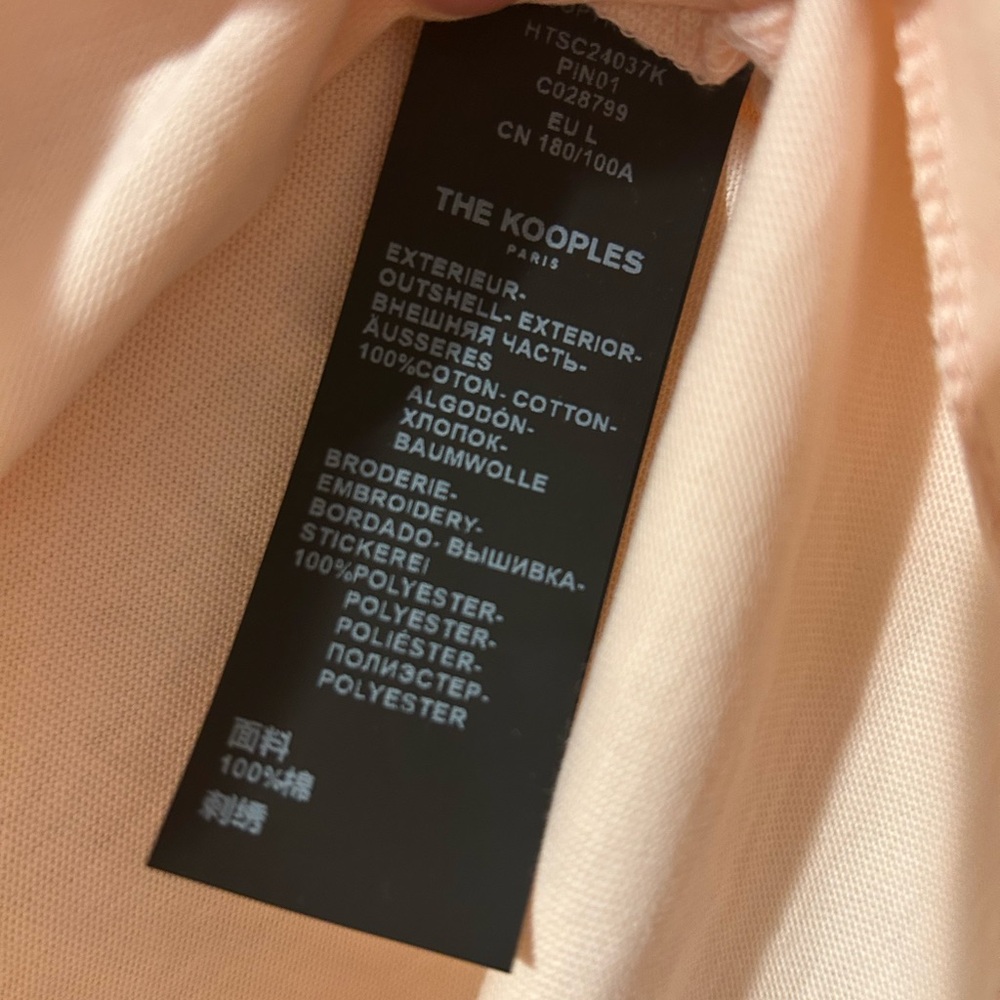 HTSC24037K
PIN01
C028799
EU L
CN 180/100A
THE KOOPLES
PARIS
EXTERIEUR-
OUTSHELL- EXTERIOR-
ВНЕШНЯЯ ЧАСТЬ-
ÄUSSERES
100%COTON- COTTON-
ALGODÓN-
ХЛОПОК-
BAUMWOLLE
BRODERIE-
EMBROIDERY-
BORDADO- ВЫШИВКА-
STICKEREI
100%POLYESTER-
POLYESTER-
POLIÉSTER-
ПОЛИЭСТЕР-
POLYESTER
面料
100%棉
刺绣